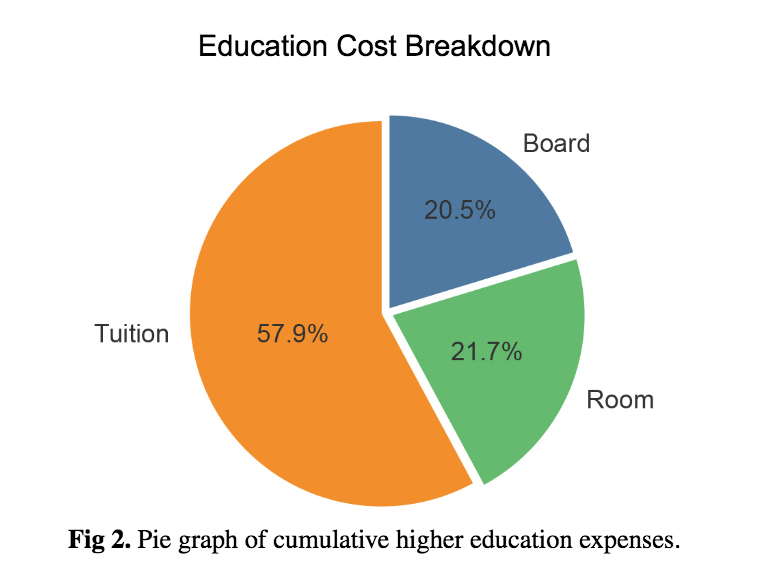 Education Cost Breakdown
Board
20.5%
Tuition
57.9%
21.7%
Room
Fig 2. Pie graph of cumulative higher education expenses.